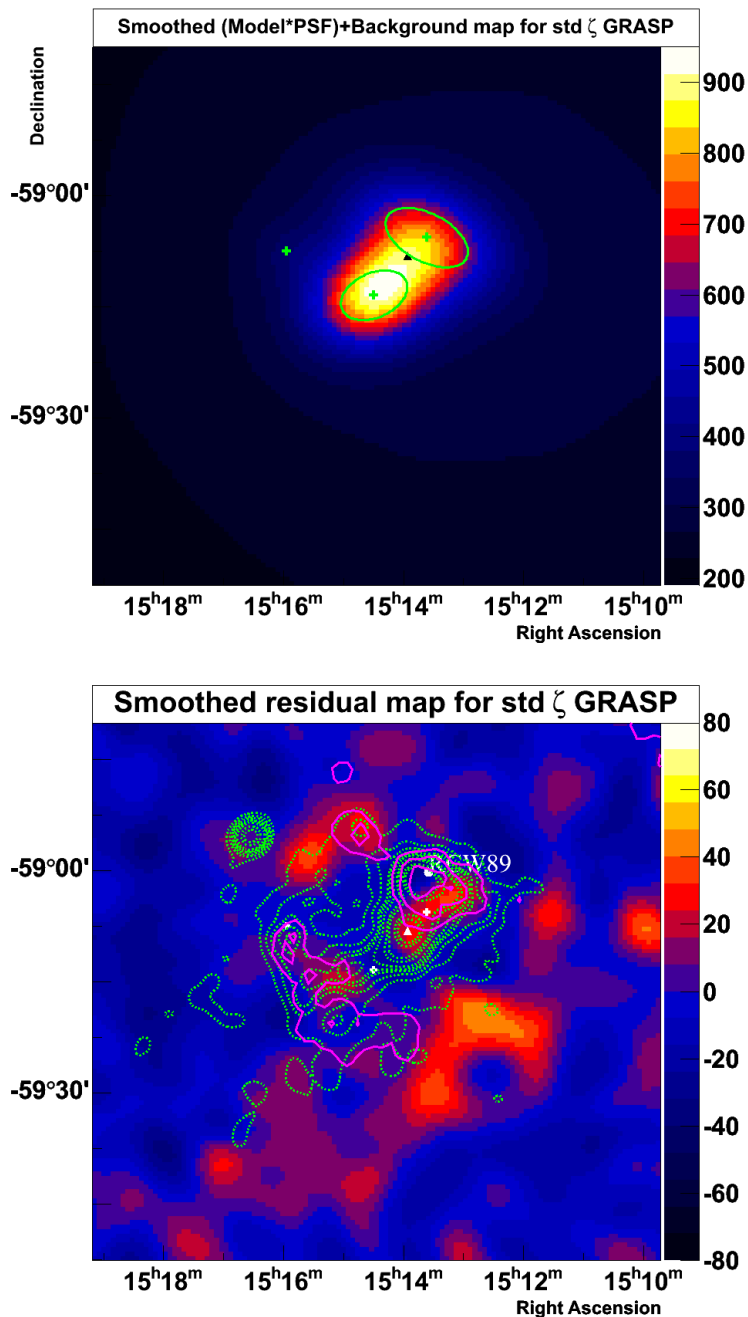 Smoothed (Model*PSF)+Background map for std ζ GRASP
Declination
900
800
700
600
500
400
300
200
-59°00'
-59°30'
15ʰ18ᵐ 15ʰ16ᵐ 15ʰ14ᵐ 15ʰ12ᵐ 15ʰ10ᵐ
Right Ascension
Smoothed residual map for std ζ GRASP
80
60
40
20
0
-20
-40
-60
-80
RCW89
-59°00'
-59°30'
15ʰ18ᵐ 15ʰ16ᵐ 15ʰ14ᵐ 15ʰ12ᵐ 15ʰ10ᵐ
Right Ascension